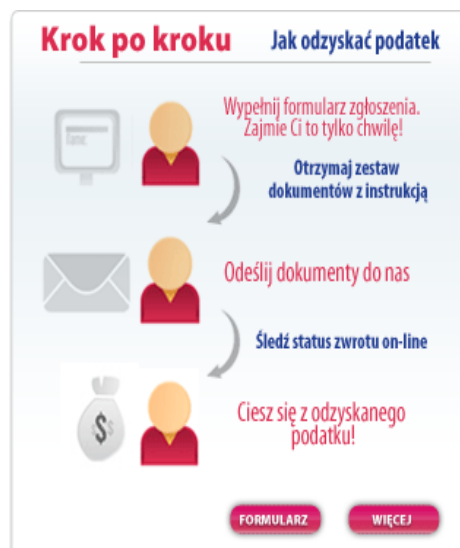 Krok po kroku
Jak odzyskać podatek
Wypełnij formularz zgłoszenia.
Zajmie Ci to tylko chwilę!
Otrzymaj zestaw
dokumentów z instrukcją
Odeślij dokumenty do nas
Śledź status zwrotu on-line
$
Ciesz się z odzyskanego
podatku!
FORMULARZ
WIĘCEJ